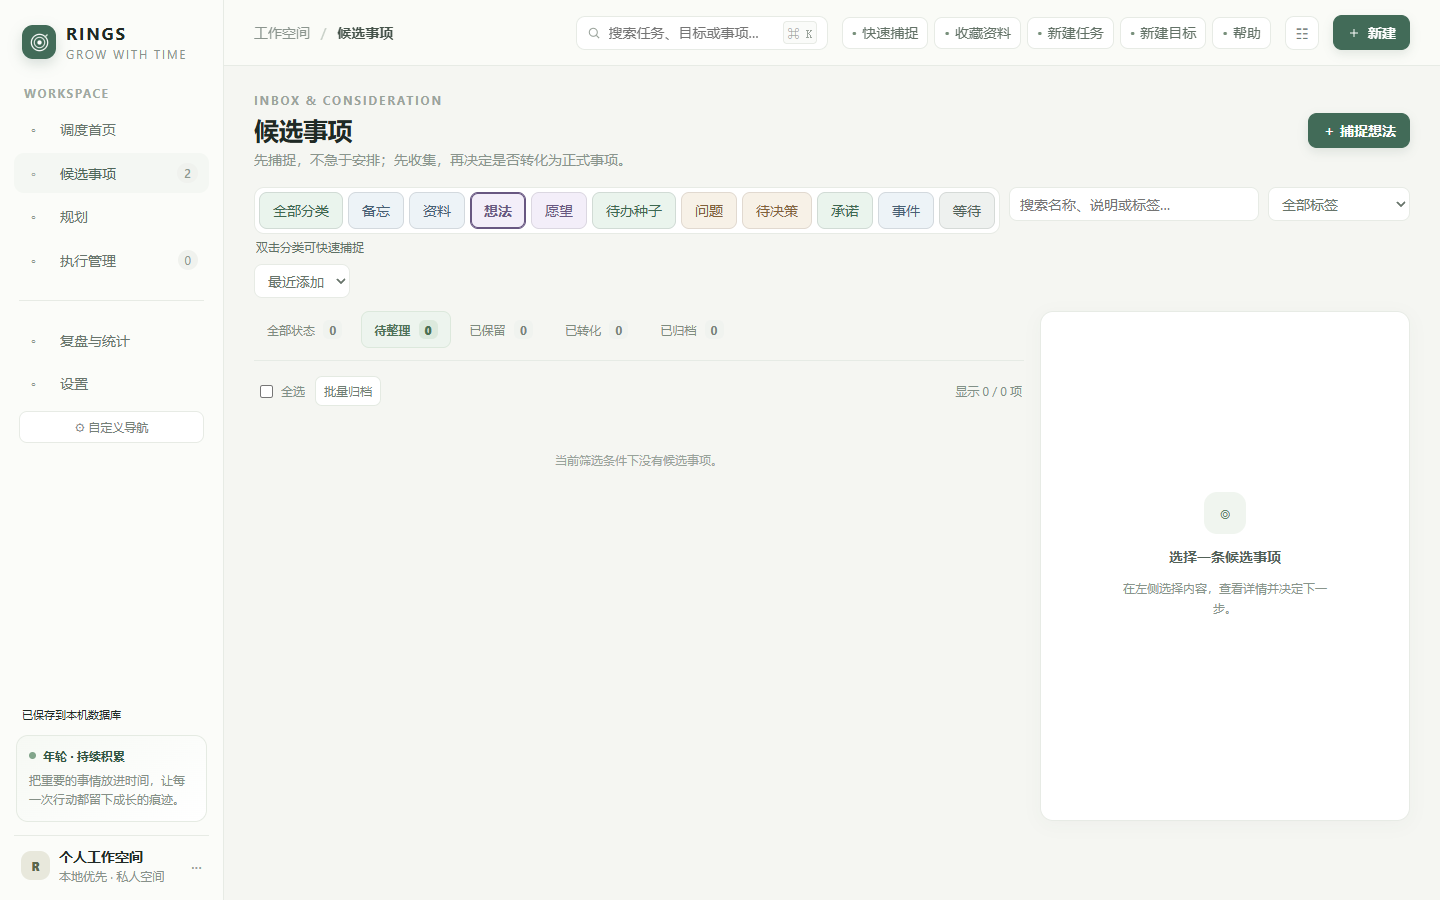 RINGS
GROW WITH TIME
WORKSPACE
调度首页
候选事项 2
规划
执行管理 0
复盘与统计
设置
⚙ 自定义导航
已保存到本机数据库
年轮 · 持续积累
把重要的事情放进时间，让每
一次行动都留下成长的痕迹。
R
个人工作空间
本地优先 · 私人空间
...
工作空间 / 候选事项
搜索任务、目标或事项... ⌘ K
快速捕捉
收藏资料
新建任务
新建目标
帮助
+ 新建
INBOX & CONSIDERATION
候选事项
先捕捉，不急于安排；先收集，再决定是否转化为正式事项。
+ 捕捉想法
全部分类 备忘 资料 想法 愿望 待办种子 问题 待决策 承诺 事件 等待
搜索名称、说明或标签...
全部标签
双击分类可快速捕捉
最近添加
全部状态 0 待整理 0 已保留 0 已转化 0 已归档 0
全选 批量归档 显示 0 / 0 项
当前筛选条件下没有候选事项。
选择一条候选事项
在左侧选择内容，查看详情并决定下一
步。